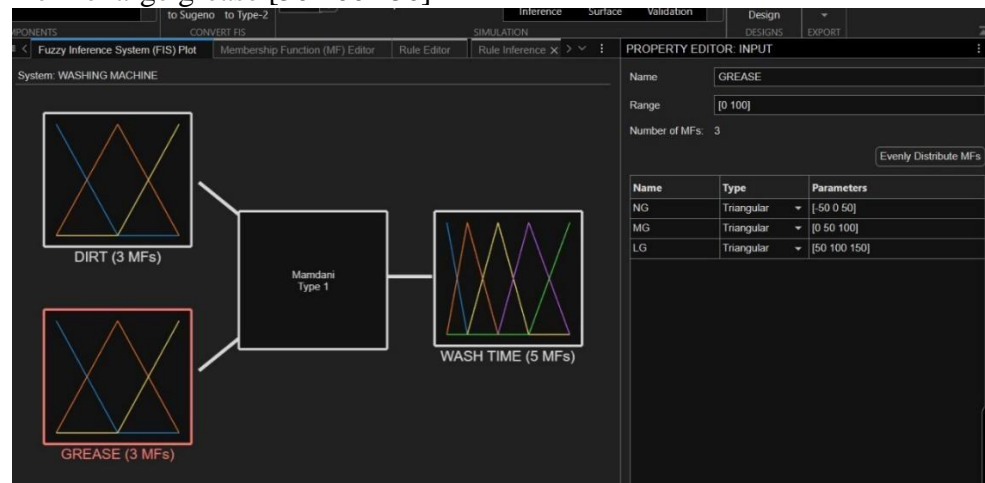 to Sugeno to Type-2
Inference Surface Validation
Design
CONVERT FIS
SIMULATION
DESIGNS
EXPORT
Fuzzy Inference System (FIS) Plot
Membership Function (MF) Editor
Rule Editor
Rule Inference
System: WASHING MACHINE
DIRT (3 MFs)
Mamdani
Type 1
WASH TIME (5 MFs)
GREASE (3 MFs)
PROPERTY EDITOR: INPUT
Name GREASE
Range [0 100]
Number of MFs: 3
Evenly Distribute MFs
Name Type Parameters
NG Triangular [-50 0 50]
MG Triangular [0 50 100]
LG Triangular [50 100 150]